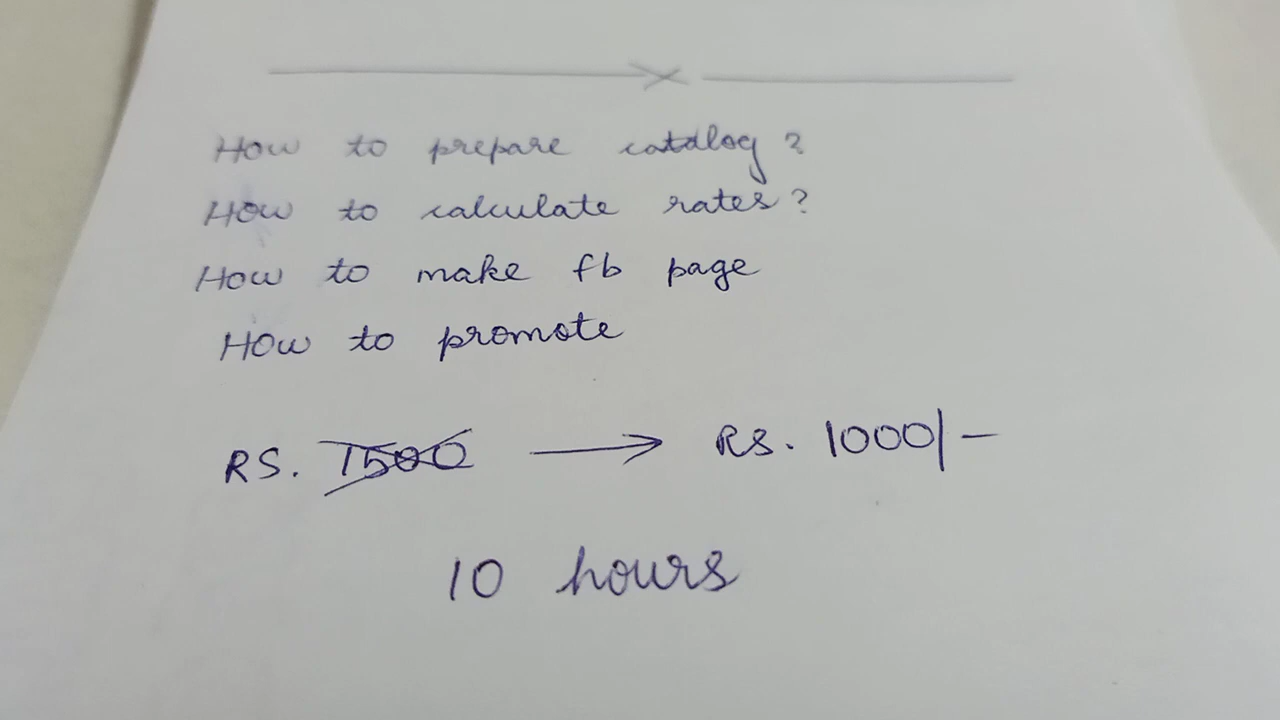 How to prepare catalog?
How to calculate rates?
How to make fb page
How to promote
RS. 1500 → RS. 1000/-
10 hours